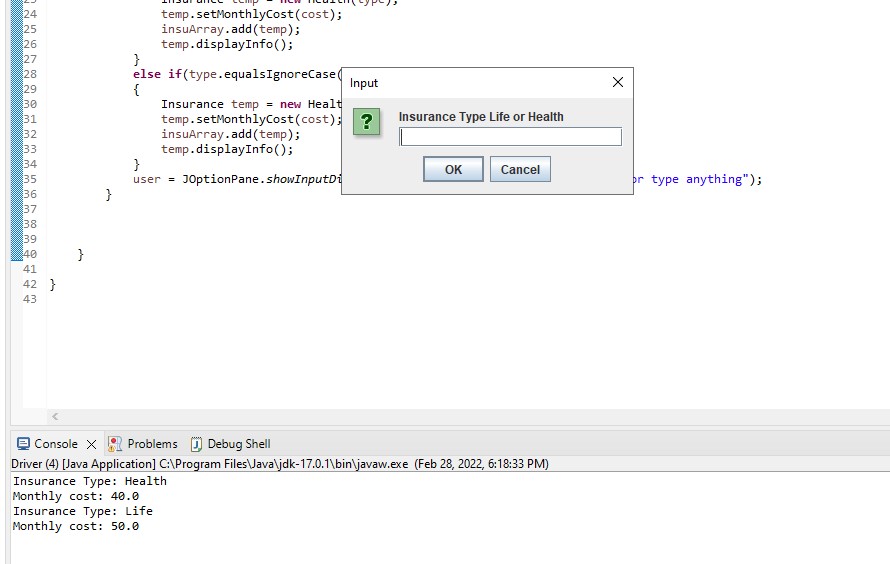 23 Insurance temp = new Health(type);
24 temp.setMonthlyCost(cost);
25 insuArray.add(temp);
26 temp.displayInfo();
27 }
28 else if(type.equalsIgnoreCase(
29 {
30 Insurance temp = new Healt
31 temp.setMonthlyCost(cost);
32 insuArray.add(temp);
33 temp.displayInfo();
34 }
35 user = JOptionPane.showInputDi or type anything");
36 }
37
38
39
40 }
41
42 }
43
Input
?
Insurance Type Life or Health
OK Cancel
Console Problems Debug Shell
Driver (4) [Java Application] C:\Program Files\Java\jdk-17.0.1\bin\javaw.exe (Feb 28, 2022, 6:18:33 PM)
Insurance Type: Health
Monthly cost: 40.0
Insurance Type: Life
Monthly cost: 50.0